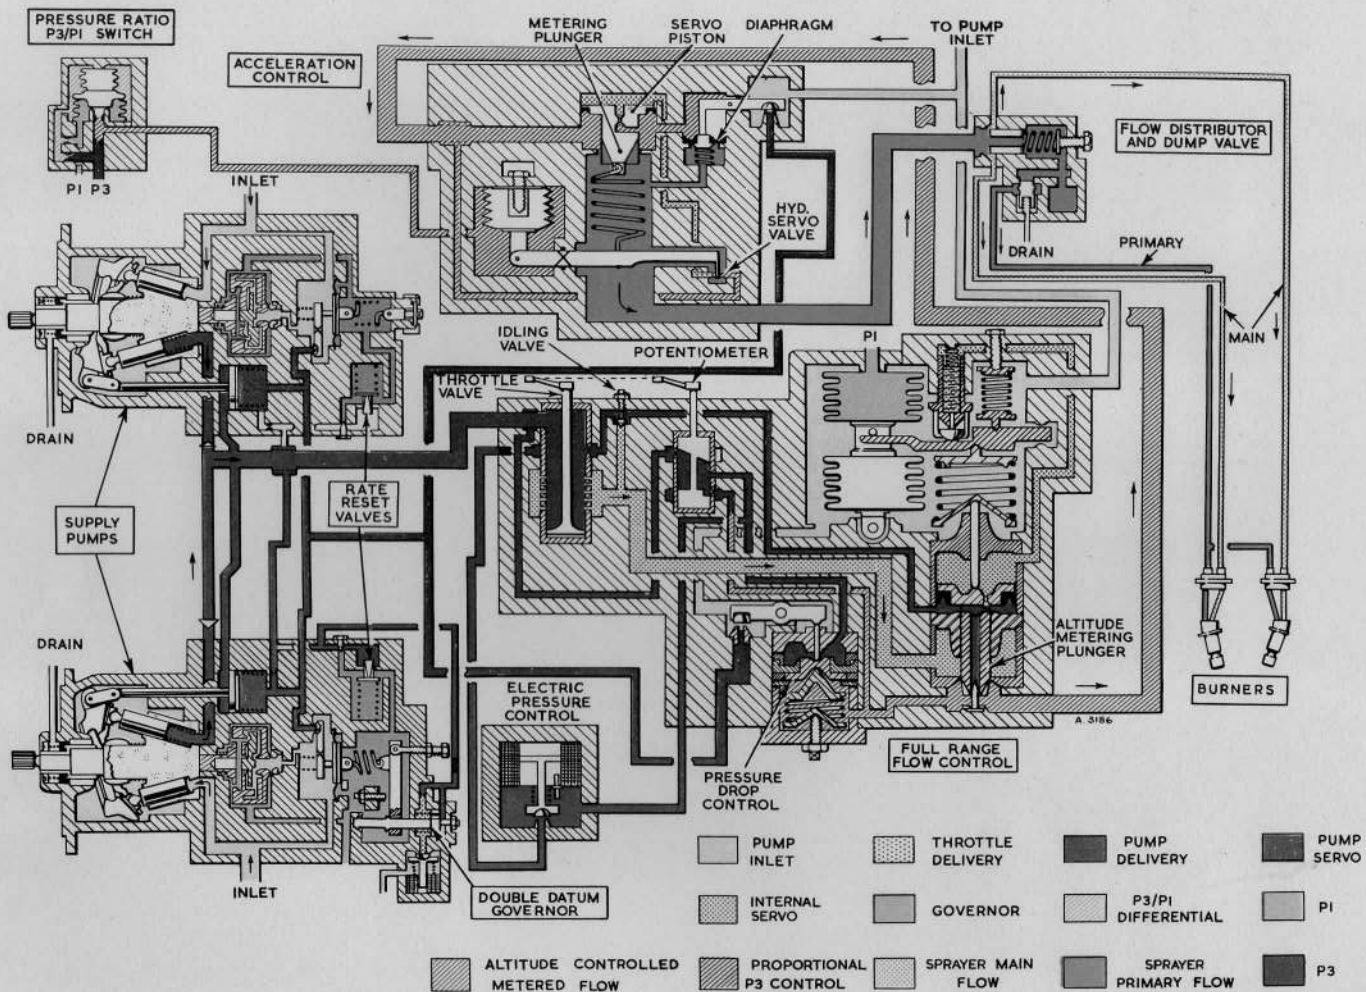 PRESSURE RATIO
P3/P1 SWITCH
ACCELERATION
CONTROL
METERING
PLUNGER
SERVO
PISTON
DIAPHRAGM
TO PUMP
INLET
FLOW DISTRIBUTOR
AND DUMP VALVE
P1 P3
INLET
HYD.
SERVO
VALVE
DRAIN
PRIMARY
MAIN
IDLING
VALVE
POTENTIOMETER
P1
THROTTLE
VALVE
DRAIN
SUPPLY
PUMPS
RATE
RESET
VALVES
DRAIN
ALTITUDE
METERING
PLUNGER
BURNERS
ELECTRIC
PRESSURE
CONTROL
A. 3186
PRESSURE
DROP
CONTROL
FULL RANGE
FLOW CONTROL
INLET
DOUBLE DATUM
GOVERNOR
PUMP
INLET
THROTTLE
DELIVERY
PUMP
DELIVERY
PUMP
SERVO
INTERNAL
SERVO
GOVERNOR
P3/P1
DIFFERENTIAL
P1
ALTITUDE CONTROLLED
METERED FLOW
PROPORTIONAL
P3 CONTROL
SPRAYER MAIN
FLOW
SPRAYER
PRIMARY FLOW
P3